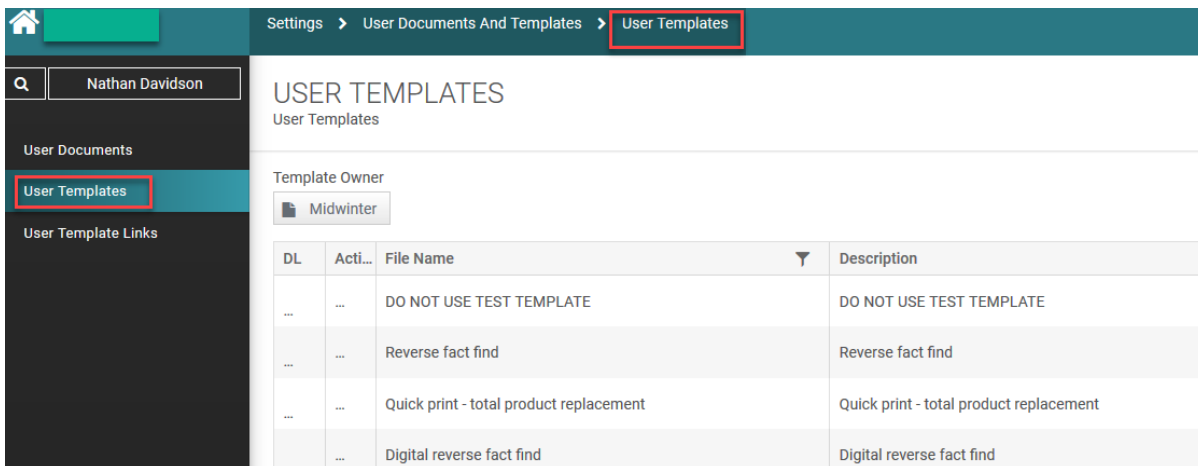 Settings > User Documents And Templates > User Templates
Nathan Davidson
USER TEMPLATES
User Templates
User Documents
User Templates
User Template Links
Template Owner
Midwinter
DL Acti... File Name Description
... ... DO NOT USE TEST TEMPLATE DO NOT USE TEST TEMPLATE
... ... Reverse fact find Reverse fact find
... ... Quick print - total product replacement Quick print - total product replacement
... Digital reverse fact find Digital reverse fact find